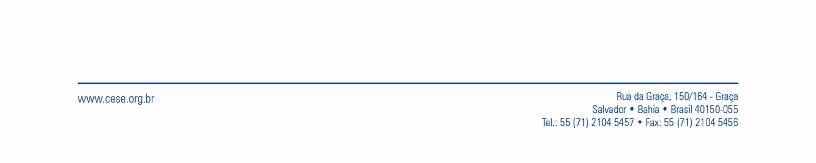 www.cese.org.br
Rua da Graça, 150/164 - Graça
Salvador • Bahia • Brasil 40150-055
Tel.: 55 (71) 2104 5457 • Fax: 55 (71) 2104 5456